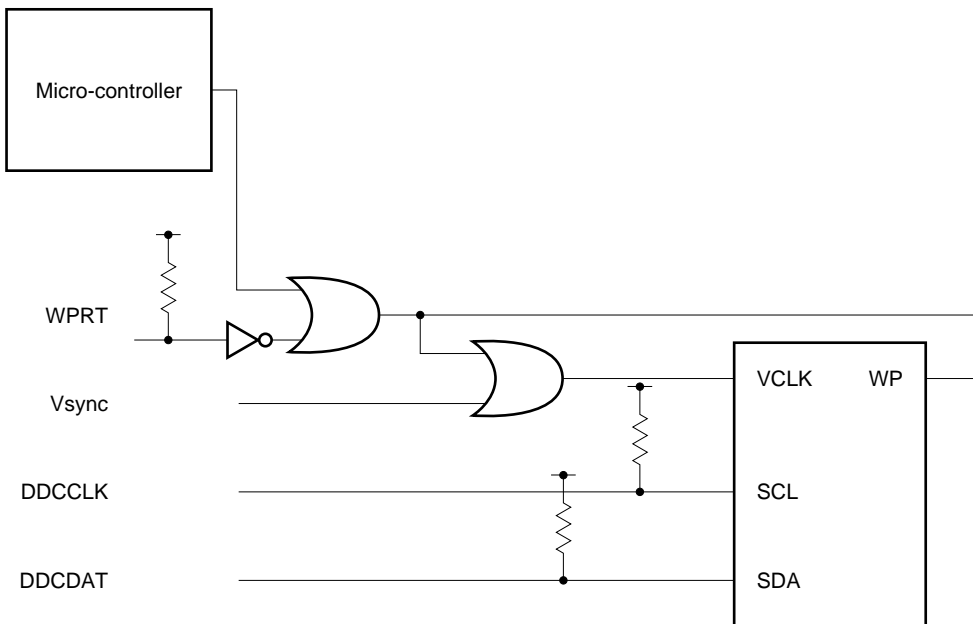 Micro-controller
WPRT
Vsync
VCLK WP
DDCCLK
SCL
DDCDAT
SDA